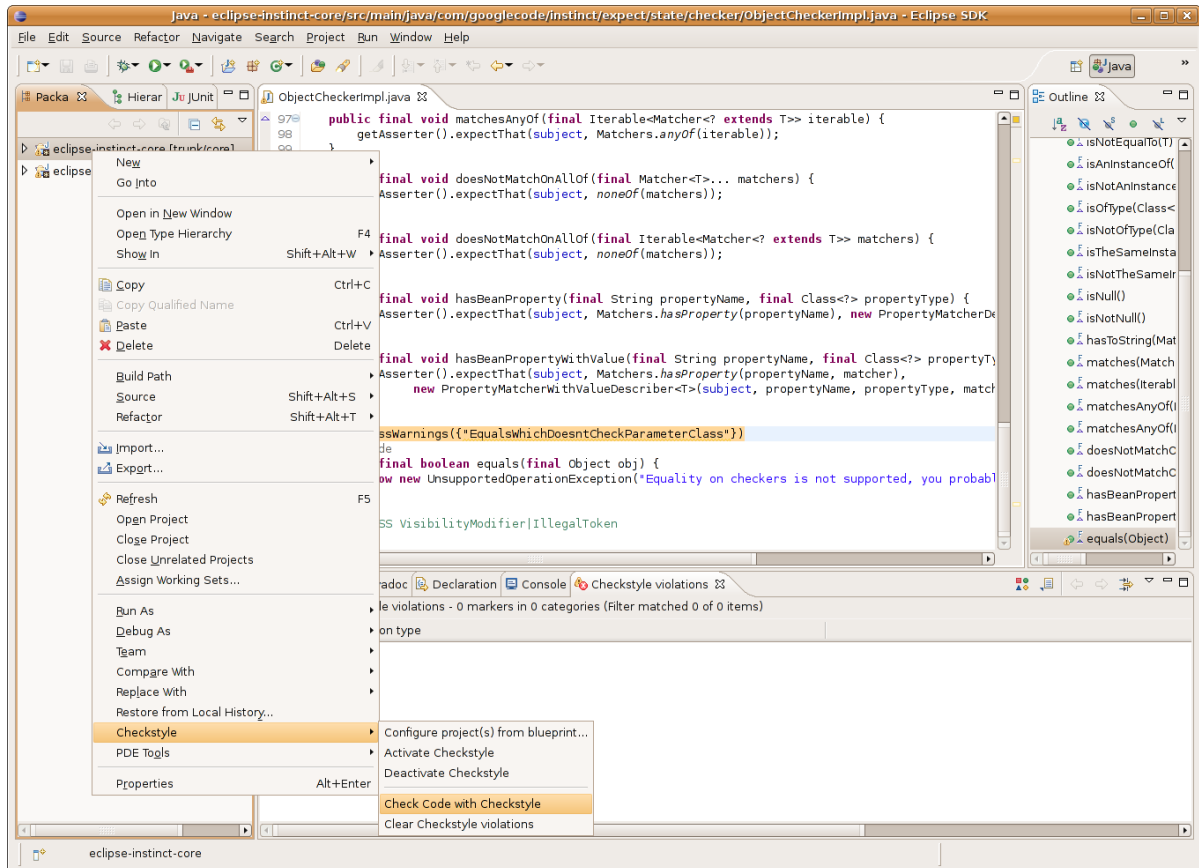 Java - eclipse-instinct-core/src/main/java/com/googlecode/instinct/expect/state/checker/ObjectCheckerImpl.java - Eclipse SDK
File Edit Source Refactor Navigate Search Project Run Window Help
Java »
Packa Hierar JUnit
ObjectCheckerImpl.java
Outline
eclipse-instinct-core [trunk/core]
eclipse
97 public final void matchesAnyOf(final Iterable<Matcher<? extends T>> iterable) {
98 getAsserter().expectThat(subject, Matchers.anyOf(iterable));
99 }
final void doesNotMatchOnAllOf(final Matcher<T>... matchers) {
Asserter().expectThat(subject, noneOf(matchers));
final void doesNotMatchOnAllOf(final Iterable<Matcher<? extends T>> matchers) {
Asserter().expectThat(subject, noneOf(matchers));
final void hasBeanProperty(final String propertyName, final Class<?> propertyType) {
Asserter().expectThat(subject, Matchers.hasProperty(propertyName), new PropertyMatcherDe
final void hasBeanPropertyWithValue(final String propertyName, final Class<?> propertyTy
Asserter().expectThat(subject, Matchers.hasProperty(propertyName, matcher),
new PropertyMatcherWithValueDescriber<T>(subject, propertyName, propertyType, match
ssWarnings({"EqualsWhichDoesntCheckParameterClass"})
de
final boolean equals(final Object obj) {
ow new UnsupportedOperationException("Equality on checkers is not supported, you probabl
SS VisibilityModifier|IllegalToken
isNotEqualTo(T)
isAnInstanceOf(
isNotAnInstance
isOfType(Class<
isNotOfType(Cla
isTheSameInsta
isNotTheSameIr
isNull()
isNotNull()
hasToString(Mat
matches(Match
matches(Iterabl
matchesAnyOf(
matchesAnyOf(
doesNotMatchC
doesNotMatchC
hasBeanPropert
hasBeanPropert
equals(Object)
New
Go Into
Open in New Window
Open Type Hierarchy F4
Show In Shift+Alt+W
Copy Ctrl+C
Copy Qualified Name
Paste Ctrl+V
Delete Delete
Build Path
Source Shift+Alt+S
Refactor Shift+Alt+T
Import...
Export...
Refresh F5
Open Project
Close Project
Close Unrelated Projects
Assign Working Sets...
Run As
Debug As
Team
Compare With
Replace With
Restore from Local History...
Checkstyle
PDE Tools
Properties Alt+Enter
Configure project(s) from blueprint...
Activate Checkstyle
Deactivate Checkstyle
Check Code with Checkstyle
Clear Checkstyle violations
adoc Declaration Console Checkstyle violations
le violations - 0 markers in 0 categories (Filter matched 0 of 0 items)
on type
eclipse-instinct-core